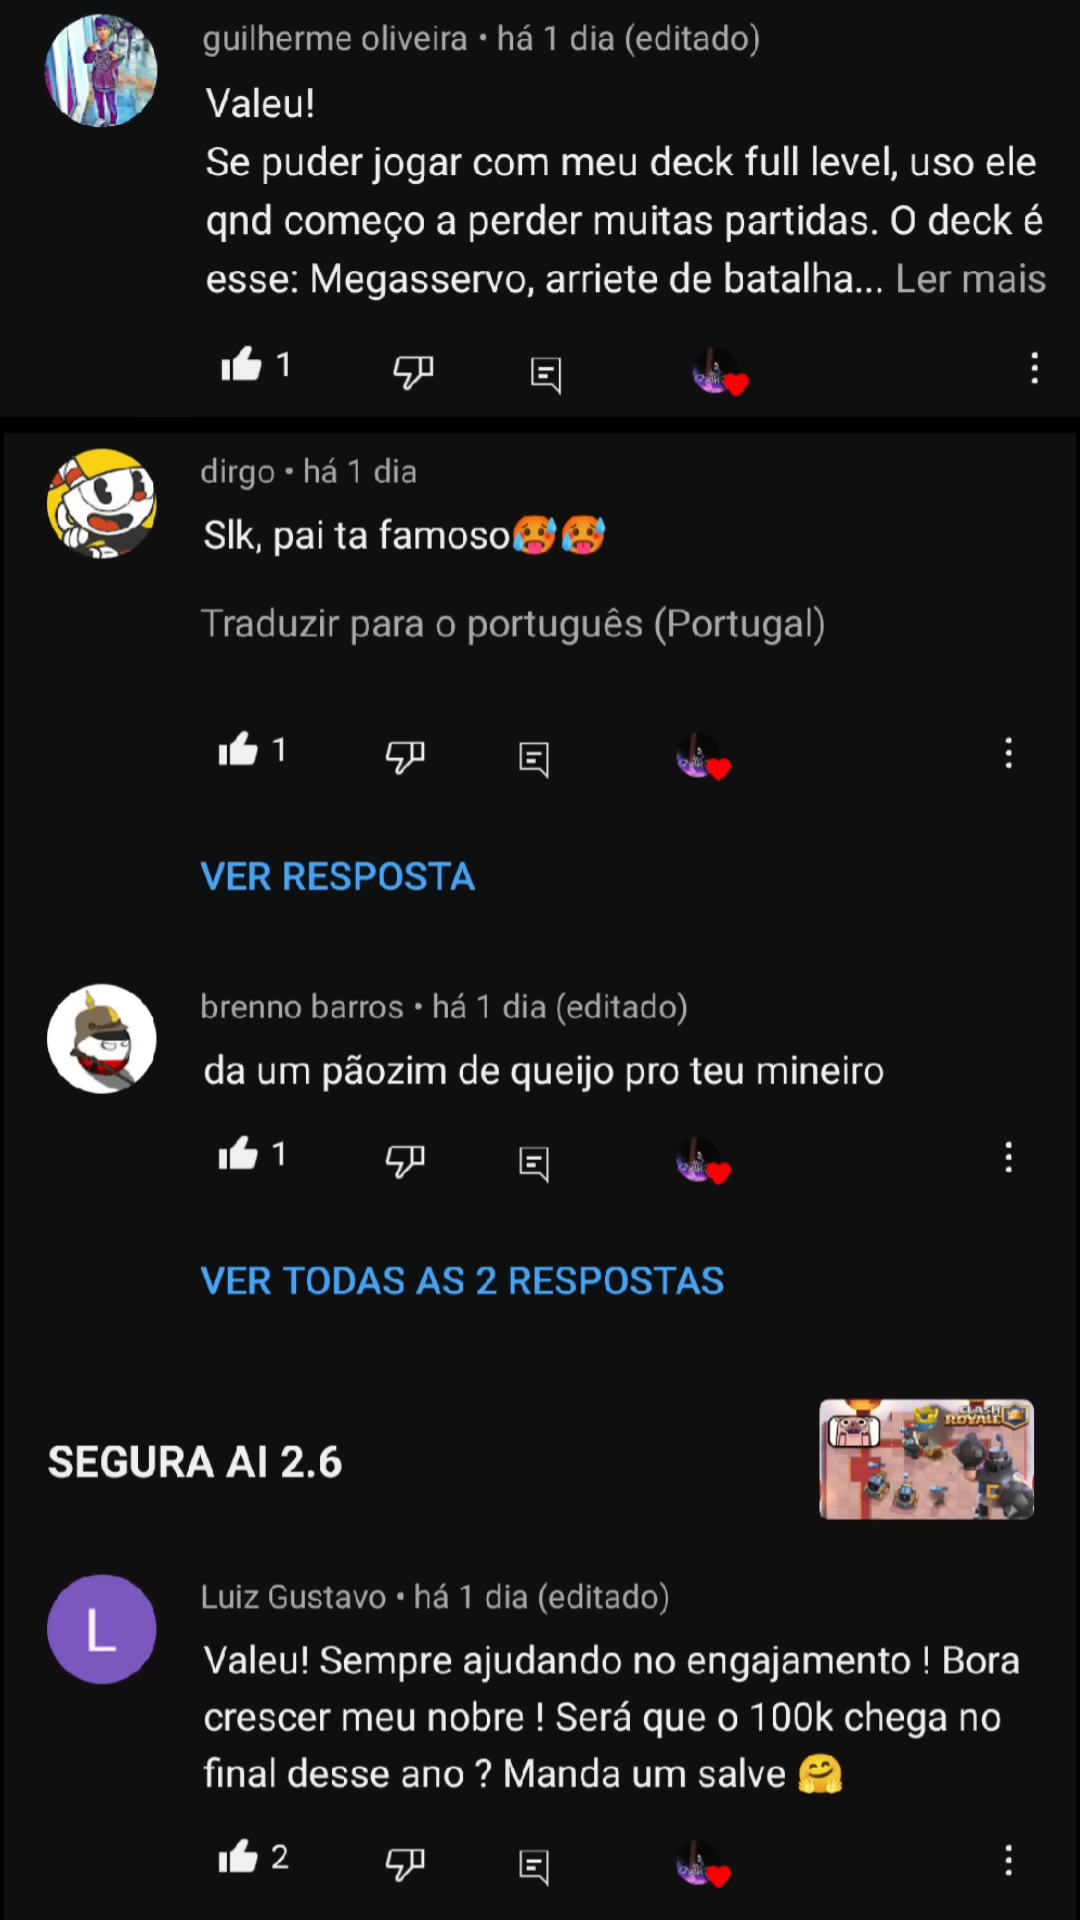 guilherme oliveira • há 1 dia (editado)
Valeu!
Se puder jogar com meu deck full level, uso ele
qnd começo a perder muitas partidas. O deck é
esse: Megasservo, arriete de batalha... Ler mais
1
dirgo • há 1 dia
Slk, pai ta famoso🥵🥵
Traduzir para o português (Portugal)
1
VER RESPOSTA
brenno barros • há 1 dia (editado)
da um pãozim de queijo pro teu mineiro
1
VER TODAS AS 2 RESPOSTAS
CLASH
ROYALE
SEGURA AI 2.6
L
Luiz Gustavo • há 1 dia (editado)
Valeu! Sempre ajudando no engajamento ! Bora
crescer meu nobre ! Será que o 100k chega no
final desse ano ? Manda um salve 🤗
2